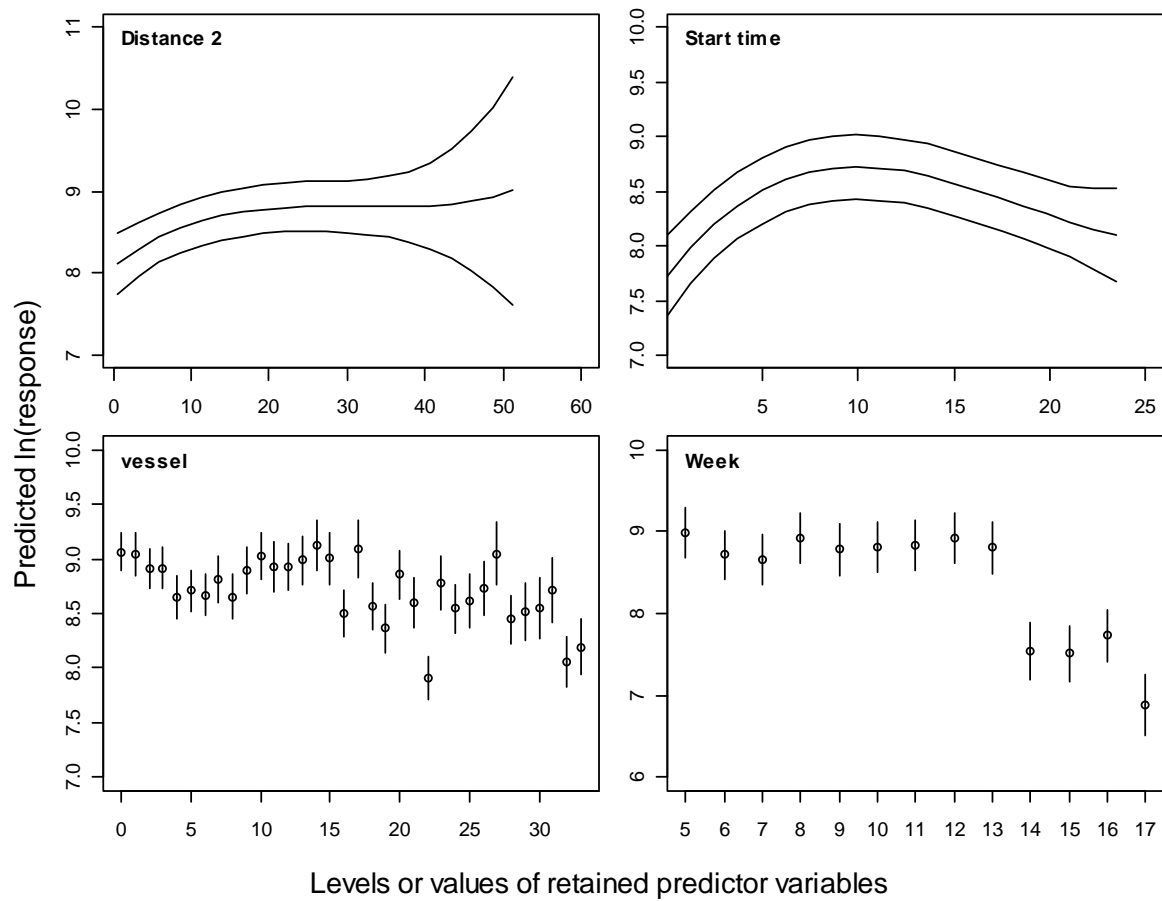 Distance 2
7 8 9 10 11
0 10 20 30 40 50 60
Start time
7.0 7.5 8.0 8.5 9.0 9.5 10.0
5 10 15 20 25
vessel
7.0 7.5 8.0 8.5 9.0 9.5 10.0
0 5 10 15 20 25 30
Week
6 7 8 9 10
5 6 7 8 9 10 11 12 13 14 15 16 17
Predicted ln(response)
Levels or values of retained predictor variables